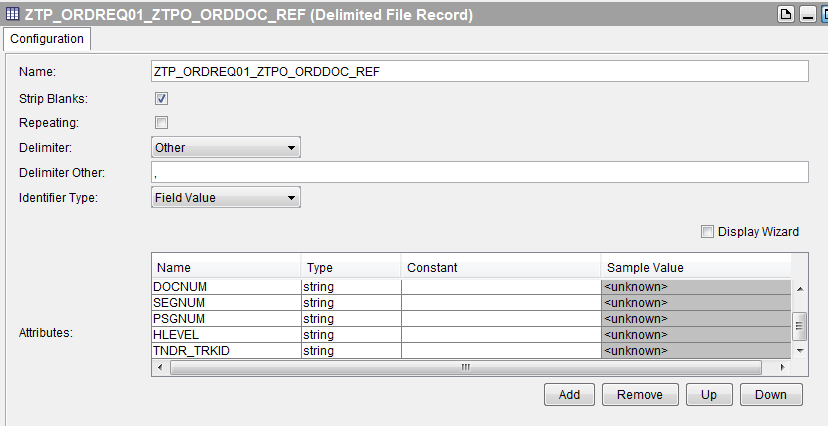 ZTP_ORDREQ01_ZTPO_ORDDOC_REF (Delimited File Record)
Configuration
Name: ZTP_ORDREQ01_ZTPO_ORDDOC_REF
Strip Blanks:
Repeating:
Delimiter: Other
Delimiter Other: ,
Identifier Type: Field Value
Display Wizard
Name Type Constant Sample Value
DOCNUM string <unknown>
SEGNUM string <unknown>
PSGNUM string <unknown>
Attributes: HLEVEL string <unknown>
TNDR_TRKID string <unknown>
Add Remove Up Down